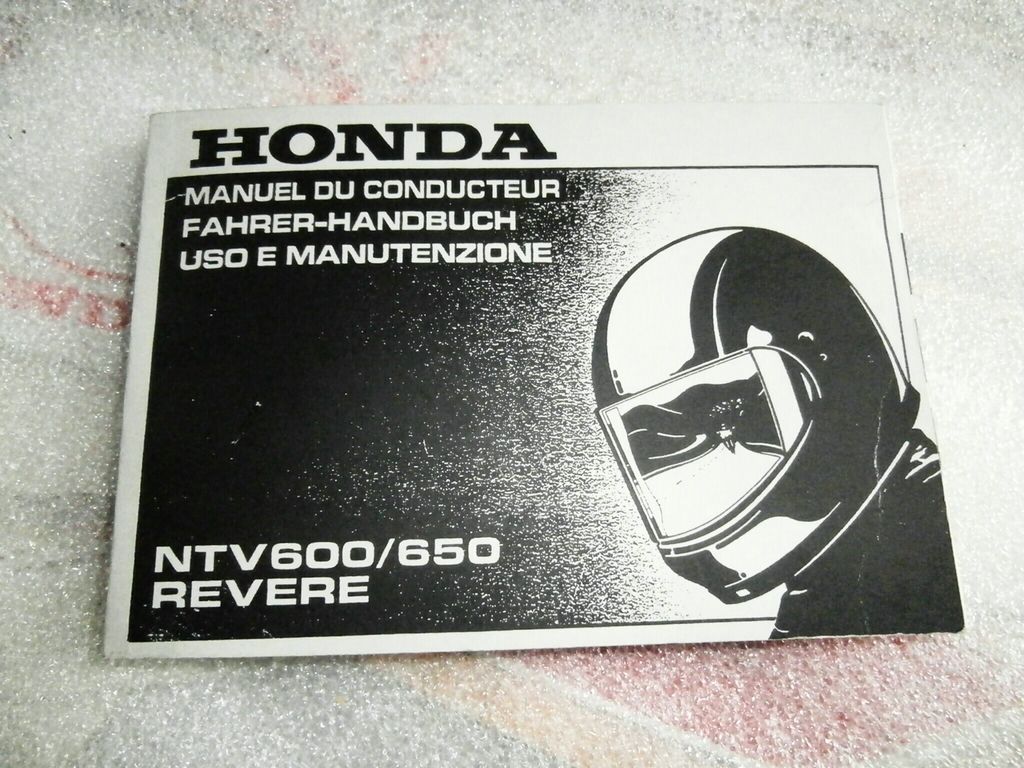 HONDA
MANUEL DU CONDUCTEUR
FAHRER-HANDBUCH
USO E MANUTENZIONE
NTV600/650
REVERE